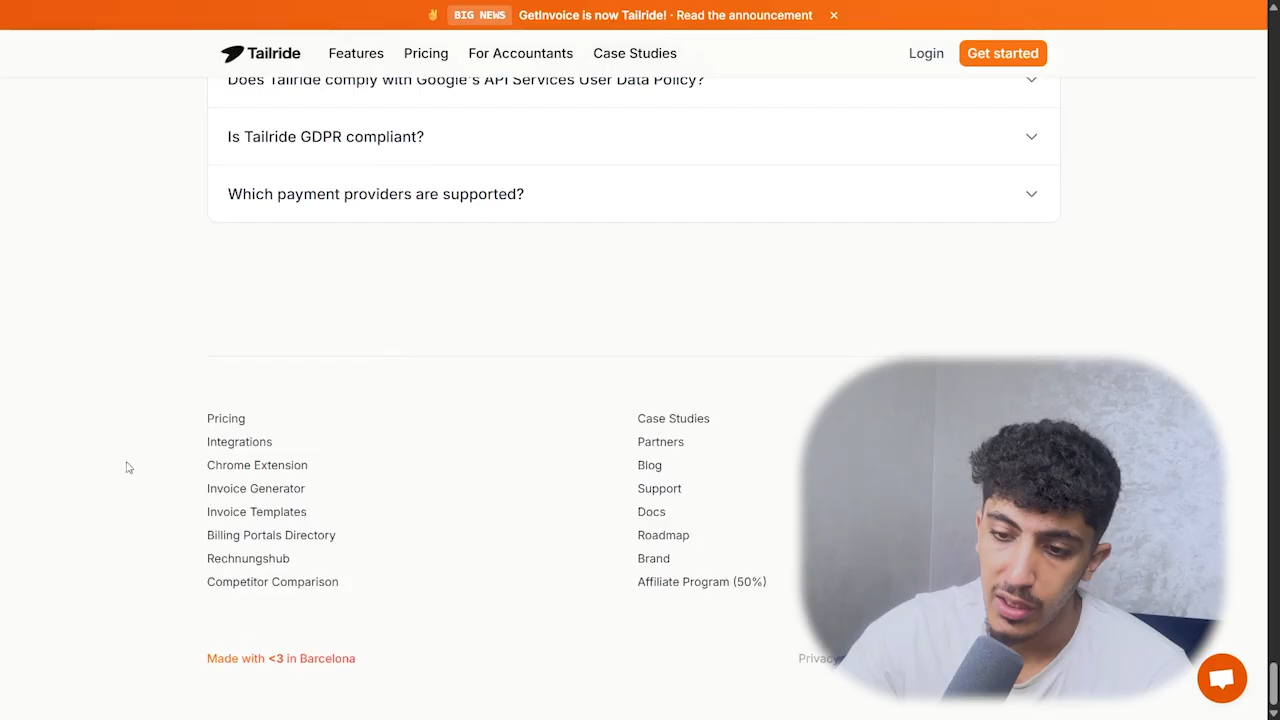 ✌️ BIG NEWS GetInvoice is now Tailride! · Read the announcement ×
Tailride Features Pricing For Accountants Case Studies Login Get started
Does Tailride comply with Google's API Services User Data Policy?
Is Tailride GDPR compliant?
Which payment providers are supported?
Pricing
Integrations
Chrome Extension
Invoice Generator
Invoice Templates
Billing Portals Directory
Rechnungshub
Competitor Comparison
Case Studies
Partners
Blog
Support
Docs
Roadmap
Brand
Affiliate Program (50%)
Made with <3 in Barcelona
Privacy